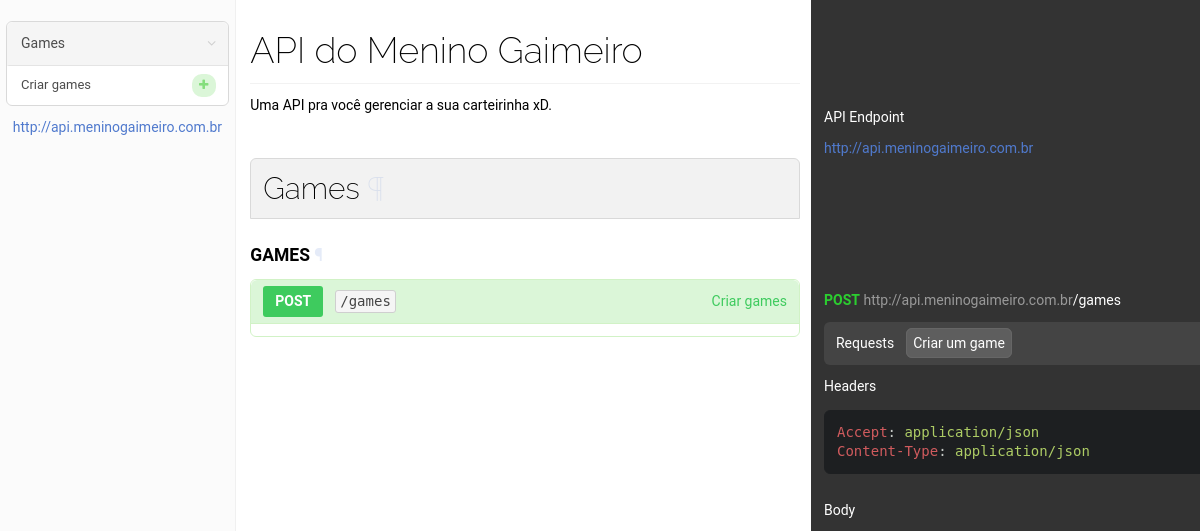 Games
Criar games
http://api.meninogaimeiro.com.br
API do Menino Gaimeiro
Uma API pra você gerenciar a sua carteirinha xD.
Games ¶
GAMES ¶
POST /games Criar games
API Endpoint
http://api.meninogaimeiro.com.br
POST http://api.meninogaimeiro.com.br/games
Requests Criar um game
Headers
Accept: application/json
Content-Type: application/json
Body